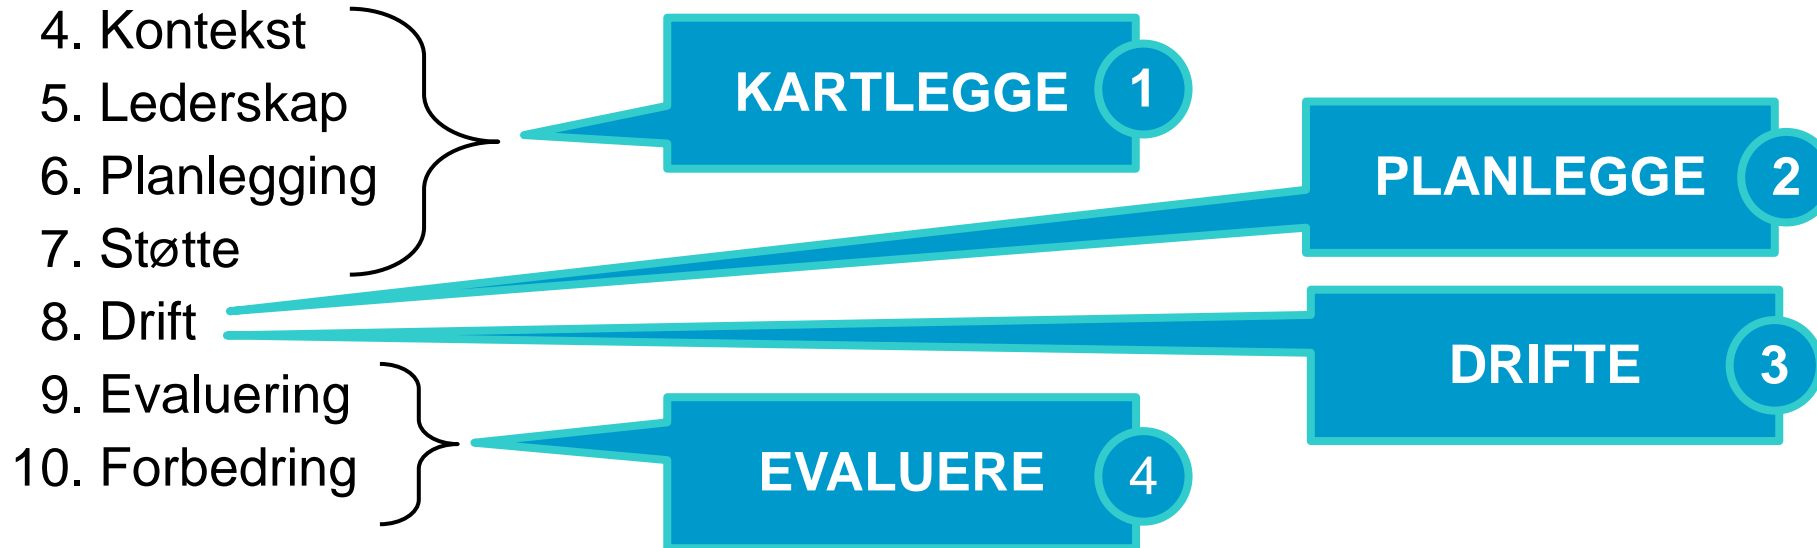 4. Kontekst
5. Lederskap
6. Planlegging
7. Støtte
8. Drift
9. Evaluering
10. Forbedring
KARTLEGGE 1
PLANLEGGE 2
DRIFTE 3
EVALUERE 4